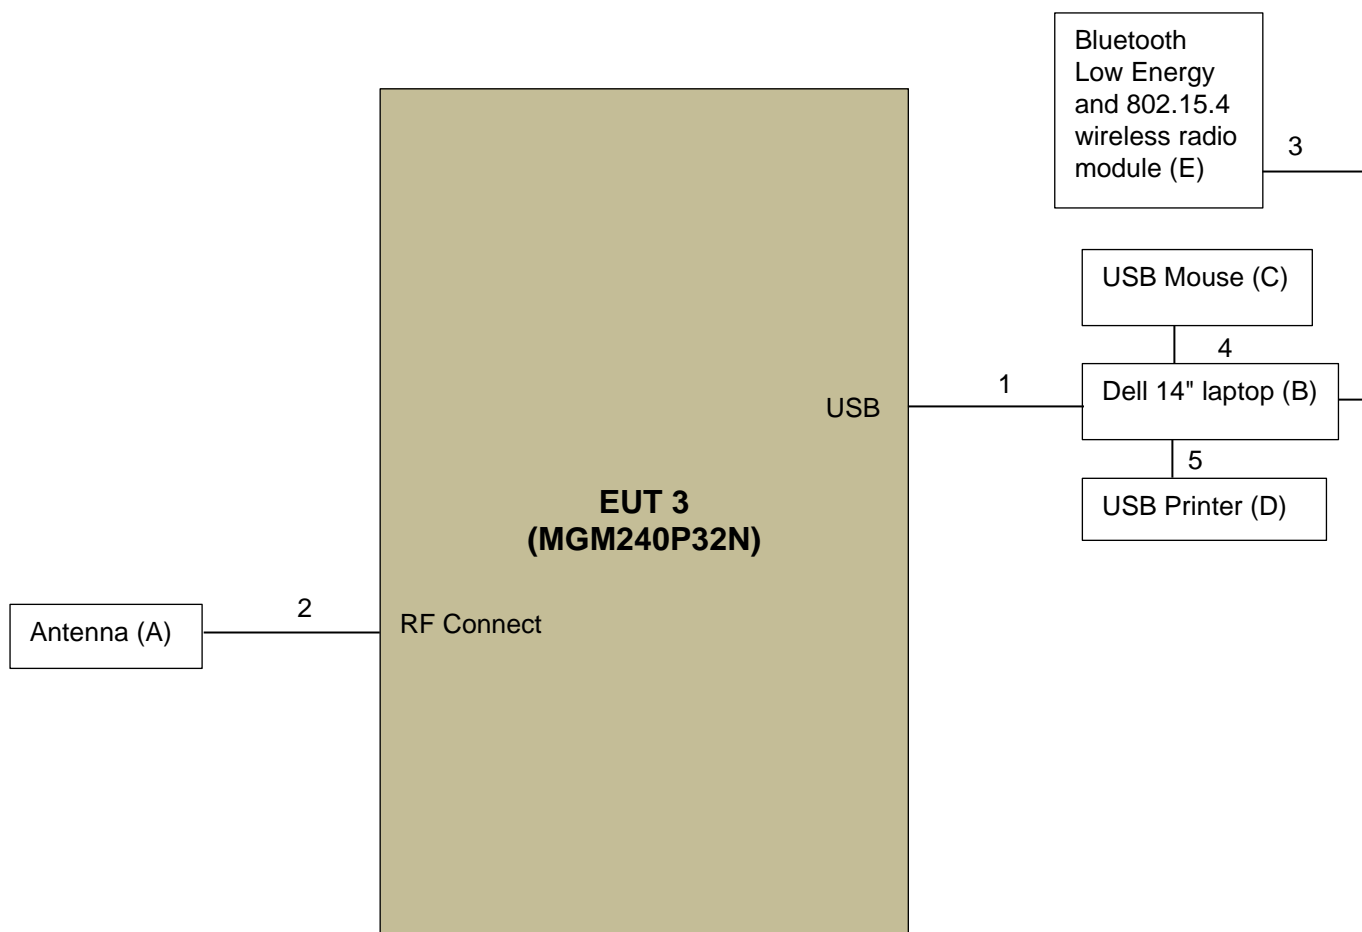 Bluetooth
Low Energy
and 802.15.4
wireless radio
module (E)
3
USB Mouse (C)
4
1
Dell 14" laptop (B)
USB
5
USB Printer (D)
EUT 3
(MGM240P32N)
2
RF Connect
Antenna (A)